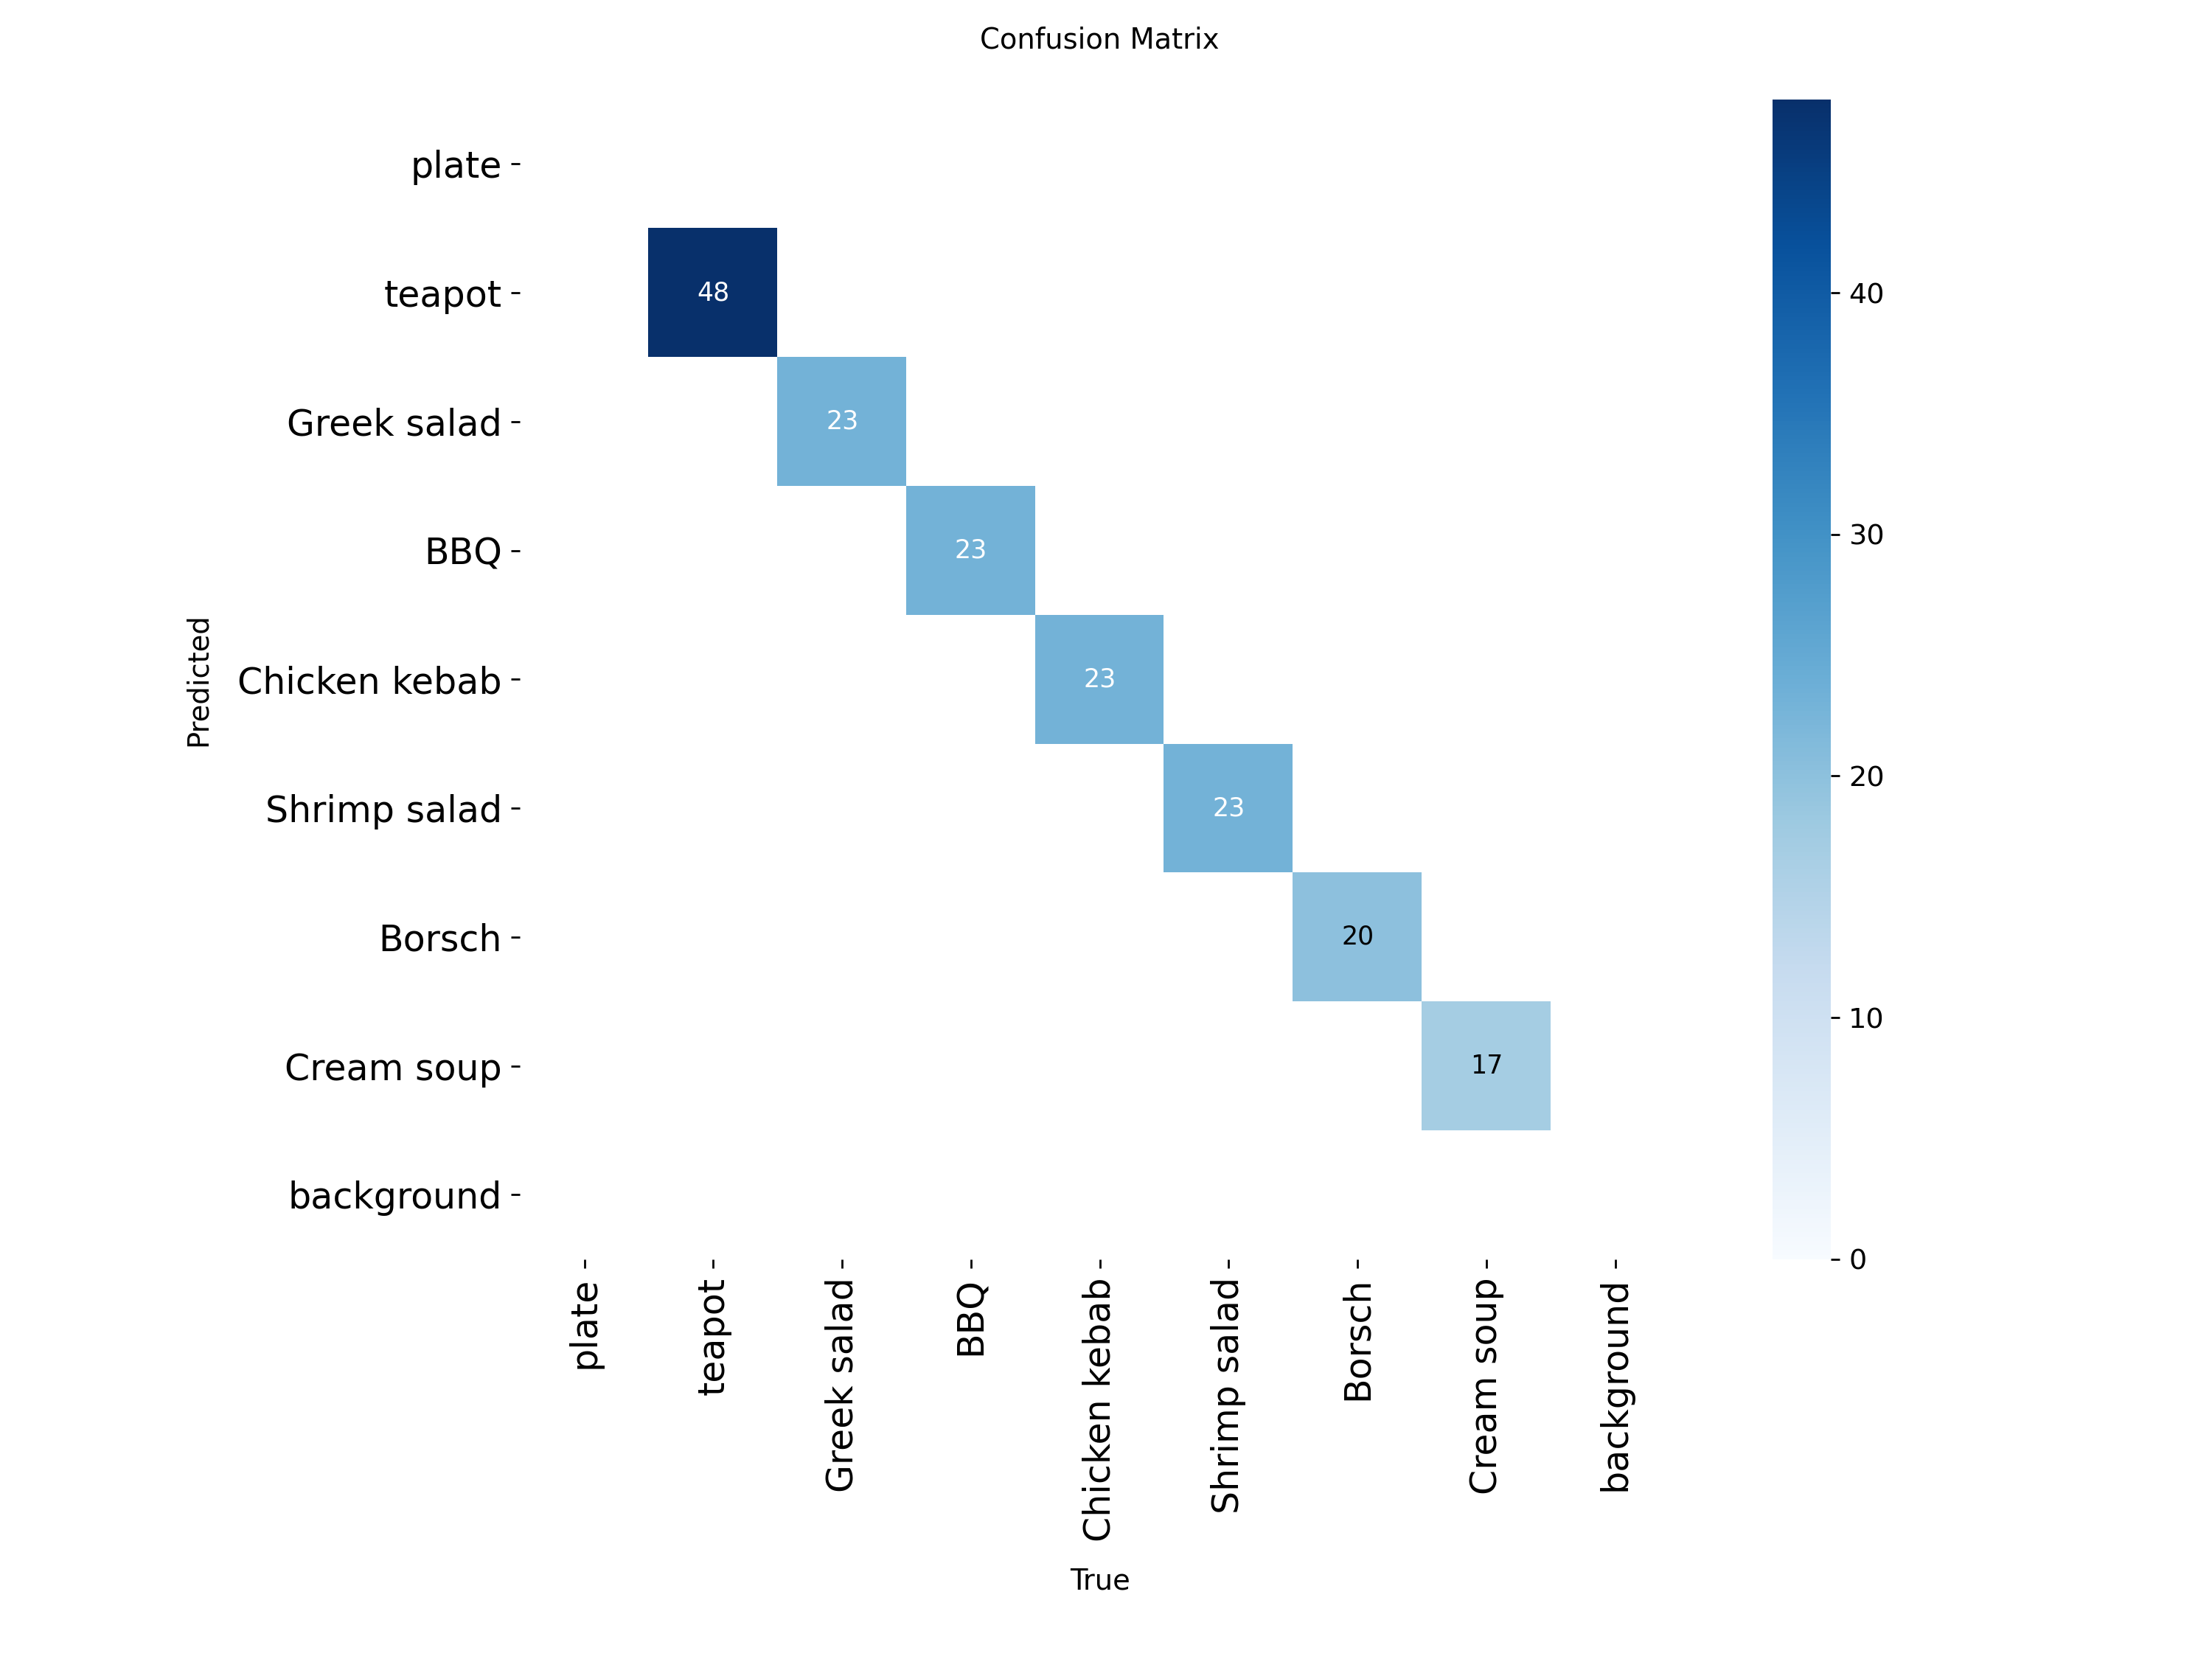 Confusion Matrix
plate
teapot
Greek salad
BBQ
Chicken kebab
Shrimp salad
Borsch
Cream soup
background
Predicted
48
23
23
23
23
20
17
40
30
20
10
0
plate
teapot
Greek salad
BBQ
Chicken kebab
Shrimp salad
Borsch
Cream soup
background
True